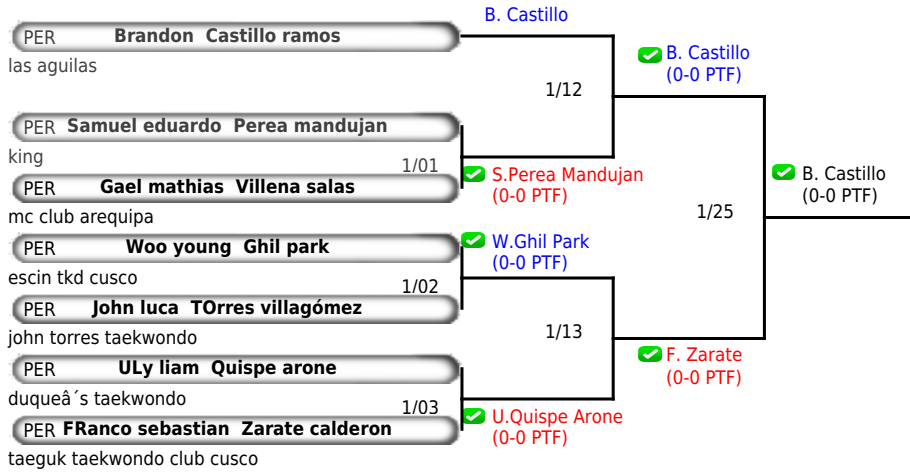 B. Castillo
PER Brandon Castillo ramos
las aguilas
B. Castillo
(0-0 PTF)
1/12
PER Samuel eduardo Perea mandujan
king
1/01
S.Perea Mandujan
(0-0 PTF)
PER Gael mathias Villena salas
mc club arequipa
B. Castillo
(0-0 PTF)
1/25
PER Woo young Ghil park
escin tkd cusco
W.Ghil Park
(0-0 PTF)
1/02
PER John luca TOrres villagómez
john torres taekwondo
1/13
F. Zarate
(0-0 PTF)
PER ULy liam Quispe arone
duqueâ´s taekwondo
1/03
U.Quispe Arone
(0-0 PTF)
PER FRanco sebastian Zarate calderon
taeguk taekwondo club cusco